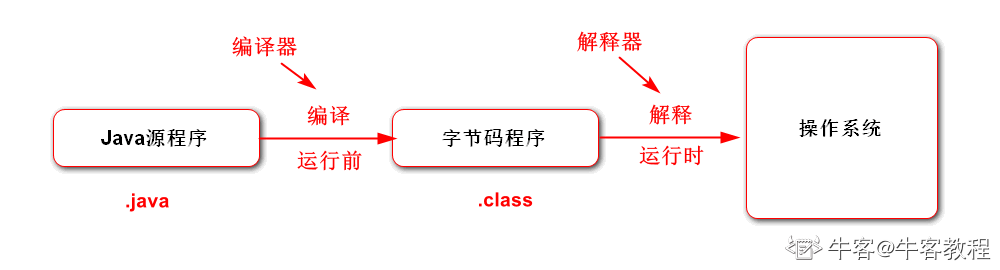 编译器
解释器
Java源程序
编译
运行前
字节码程序
解释
运行时
操作系统
.java
.class
牛客@牛客教程